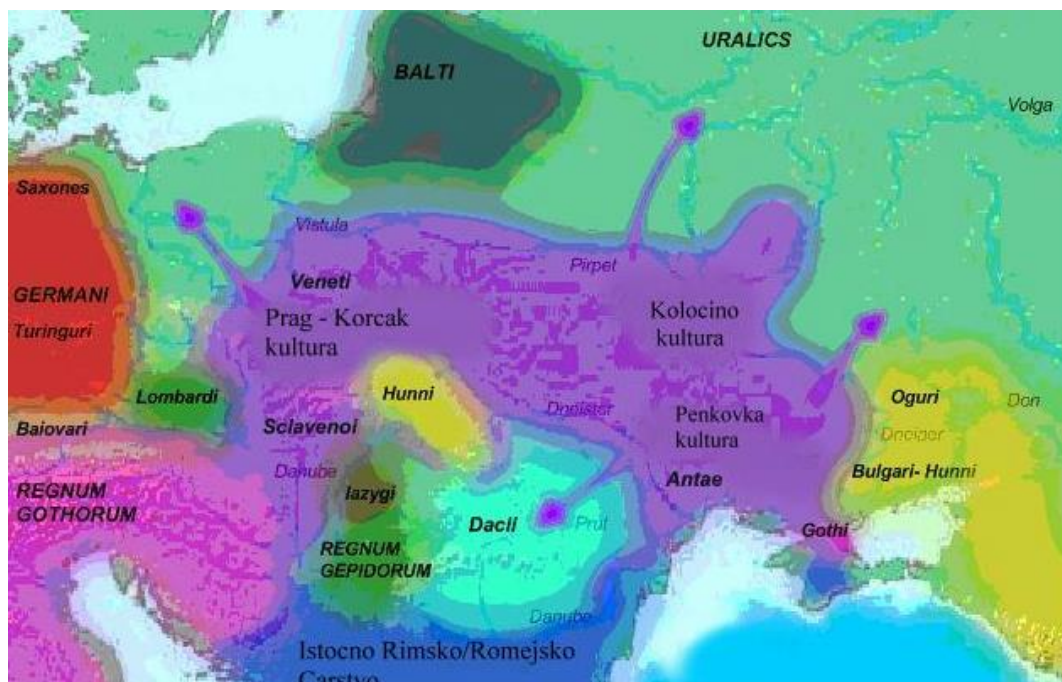 URALICS
BALTI
Volga
Saxones
Vistula
Pirpet
Veneti
GERMANI
Turinguri
Prag - Korcak
kultura
Kolocino
kultura
Lombardi
Hunni
Oguri
Don
Baiovari
Sclavenoi
Dneister
Penkovka
kultura
Dneiper
Danube
Iazygi
Antae
Bulgari- Hunni
REGNUM
GOTHORUM
Dacii
Prut
Gothi
REGNUM
GEPIDORUM
Danube
Istocno Rimsko/Romejsko
Carstvo